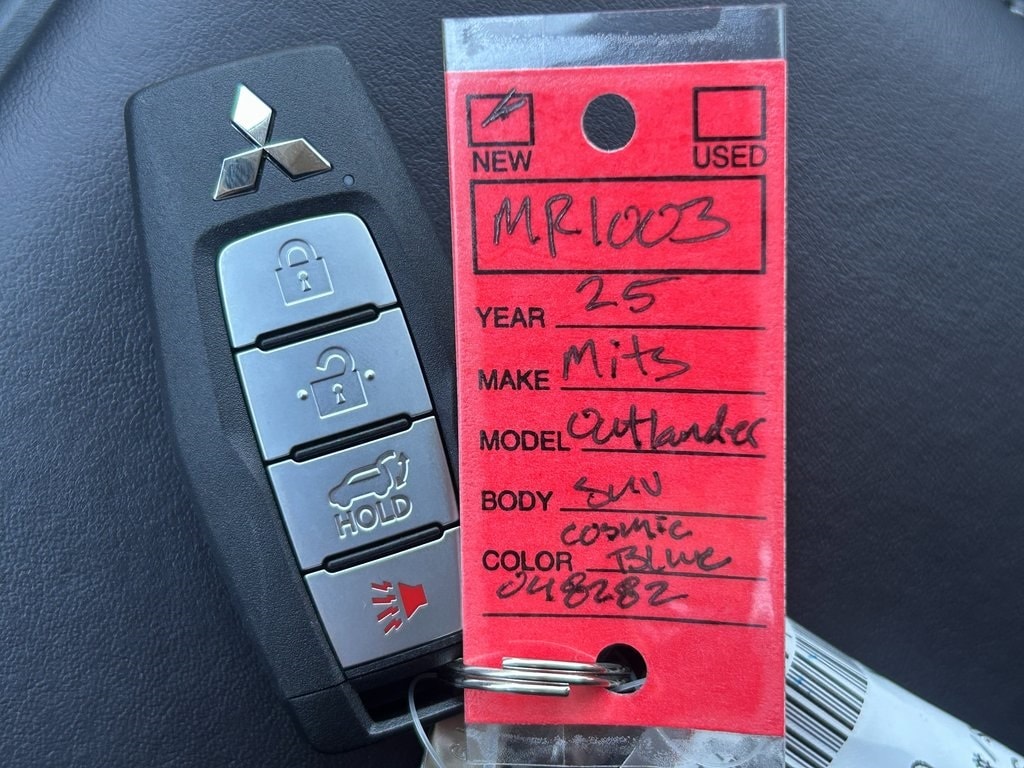 NEW USED
MR1003
YEAR 25
MAKE Mits
MODEL Outlander
BODY SUV
COLOR Cosmic
Blue
048282
HOLD